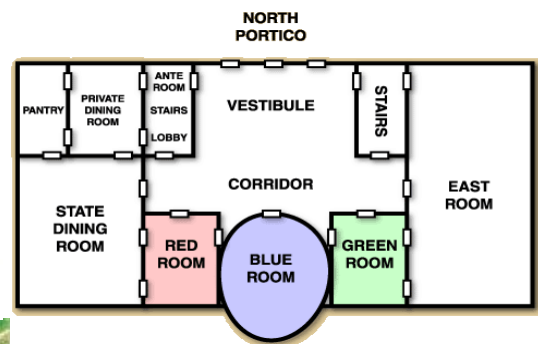 NORTH
PORTICO
PANTRY
PRIVATE
DINING
ROOM
ANTE
ROOM
STAIRS
LOBBY
VESTIBULE
STAIRS
CORRIDOR
STATE
DINING
ROOM
RED
ROOM
BLUE
ROOM
GREEN
ROOM
EAST
ROOM